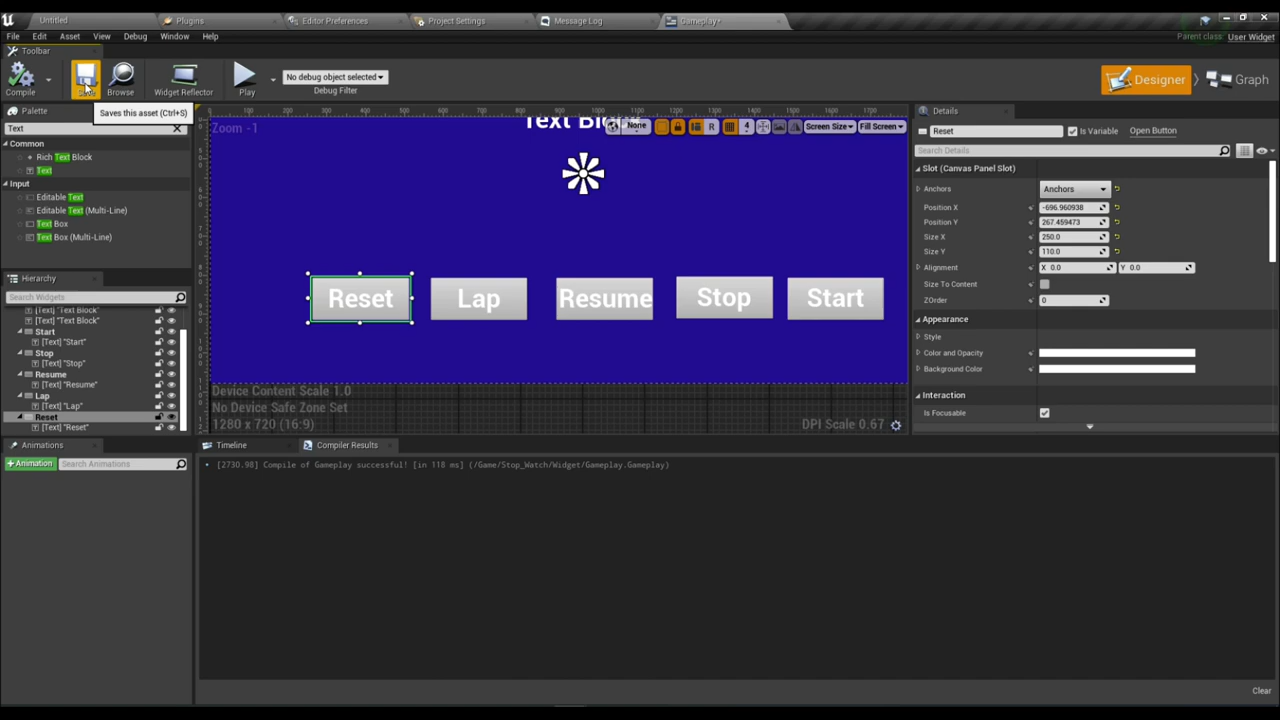 Untitled
Plugins
Editor Preferences
Project Settings
Message Log
Gameplay*
File Edit Asset View Debug Window Help
Parent class: User Widget
Toolbar
Compile
Browse
Widget Reflector
Play
No debug object selected
Debug Filter
Designer
Graph
Saves this asset (Ctrl+S)
Palette
Text
Common
Rich Text Block
Text
Input
Editable Text
Editable Text (Multi-Line)
Text Box
Text Box (Multi-Line)
Hierarchy
Search Widgets
[Text] "Text Block"
[Text] "Text Block"
Start
[Text] "Start"
Stop
[Text] "Stop"
Resume
[Text] "Resume"
Lap
[Text] "Lap"
Reset
[Text] "Reset"
Animations
+Animation
Search Animations
Zoom -1
None
R
4
Screen Size
Fill Screen
Reset
Lap
Resume
Stop
Start
Device Content Scale 1.0
No Device Safe Zone Set
1280 x 720 (16:9)
DPI Scale 0.67
Details
Reset
Is Variable
Open Button
Search Details
Slot (Canvas Panel Slot)
Anchors
Anchors
Position X
-696.960938
Position Y
267.459473
Size X
250.0
Size Y
110.0
Alignment
X 0.0
Y 0.0
Size To Content
ZOrder
0
Appearance
Style
Color and Opacity
Background Color
Interaction
Is Focusable
Timeline
Compiler Results
[2730.98] Compile of Gameplay successful! [in 118 ms] (/Game/Stop_Watch/Widget/Gameplay.Gameplay)
Clear